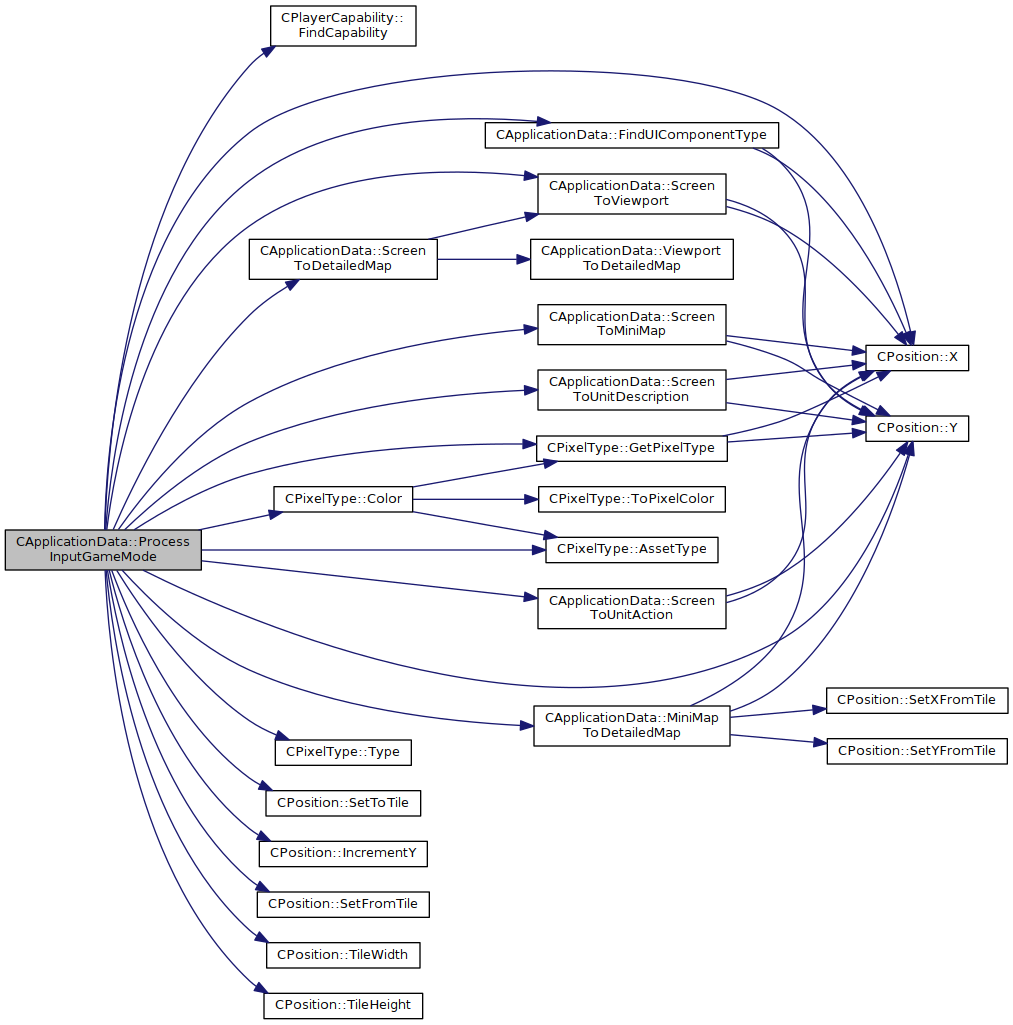 CPlayerCapability::
FindCapability
CApplicationData::FindUIComponentType
CApplicationData::Screen
ToViewport
CApplicationData::Screen
ToDetailedMap
CApplicationData::Viewport
ToDetailedMap
CApplicationData::Screen
ToMiniMap
CPosition::X
CApplicationData::Screen
ToUnitDescription
CPosition::Y
CPixelType::GetPixelType
CPixelType::Color
CPixelType::ToPixelColor
CApplicationData::Process
InputGameMode
CPixelType::AssetType
CApplicationData::Screen
ToUnitAction
CPosition::SetXFromTile
CApplicationData::MiniMap
ToDetailedMap
CPixelType::Type
CPosition::SetYFromTile
CPosition::SetToTile
CPosition::IncrementY
CPosition::SetFromTile
CPosition::TileWidth
CPosition::TileHeight